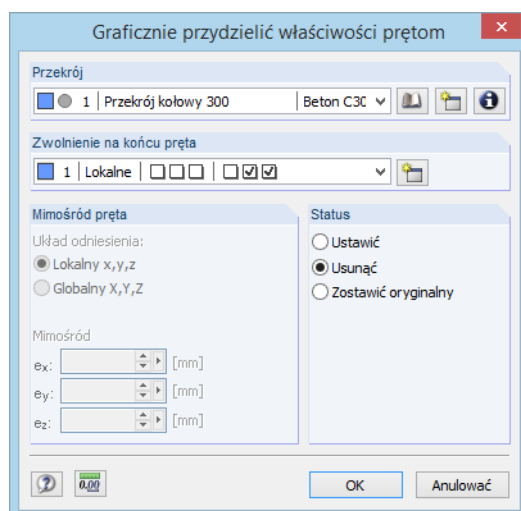 Graficznie przydzielić właściwości prętom
Przekrój
1 Przekrój kołowy 300 Beton C30
Zwolnienie na końcu pręta
1 Lokalne
Mimośród pręta
Status
Układ odniesienia:
Lokalny x,y,z
Globalny X,Y,Z
Ustawić
Usunąć
Zostawić oryginalny
Mimośród
ex: [mm]
ey: [mm]
ez: [mm]
0.00
OK
Anulować